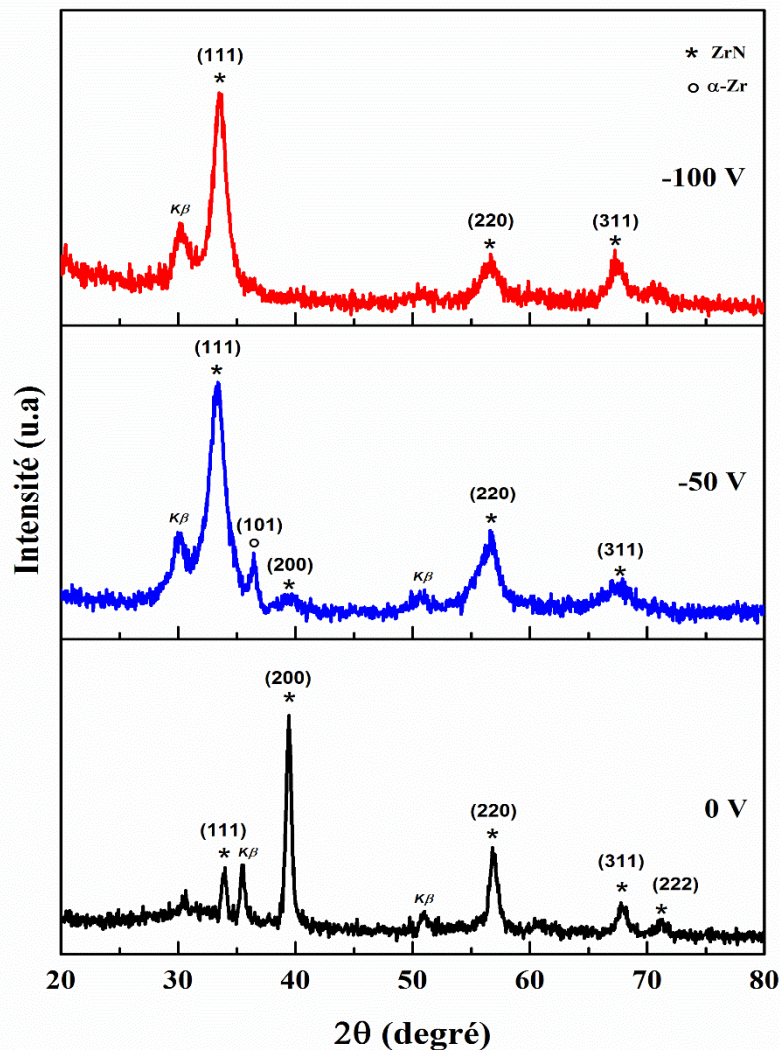 (111)
*
* ZrN
o α-Zr
-100 V
Kβ
(220)
*
(311)
*
(111)
*
-50 V
Kβ
(101)
o
(200)
*
Kβ
(220)
*
(311)
*
(200)
*
0 V
(111)
*
Kβ
Kβ
(220)
*
(311)
*
(222)
*
Intensité (u.a)
20 30 40 50 60 70 80
2θ (degré)